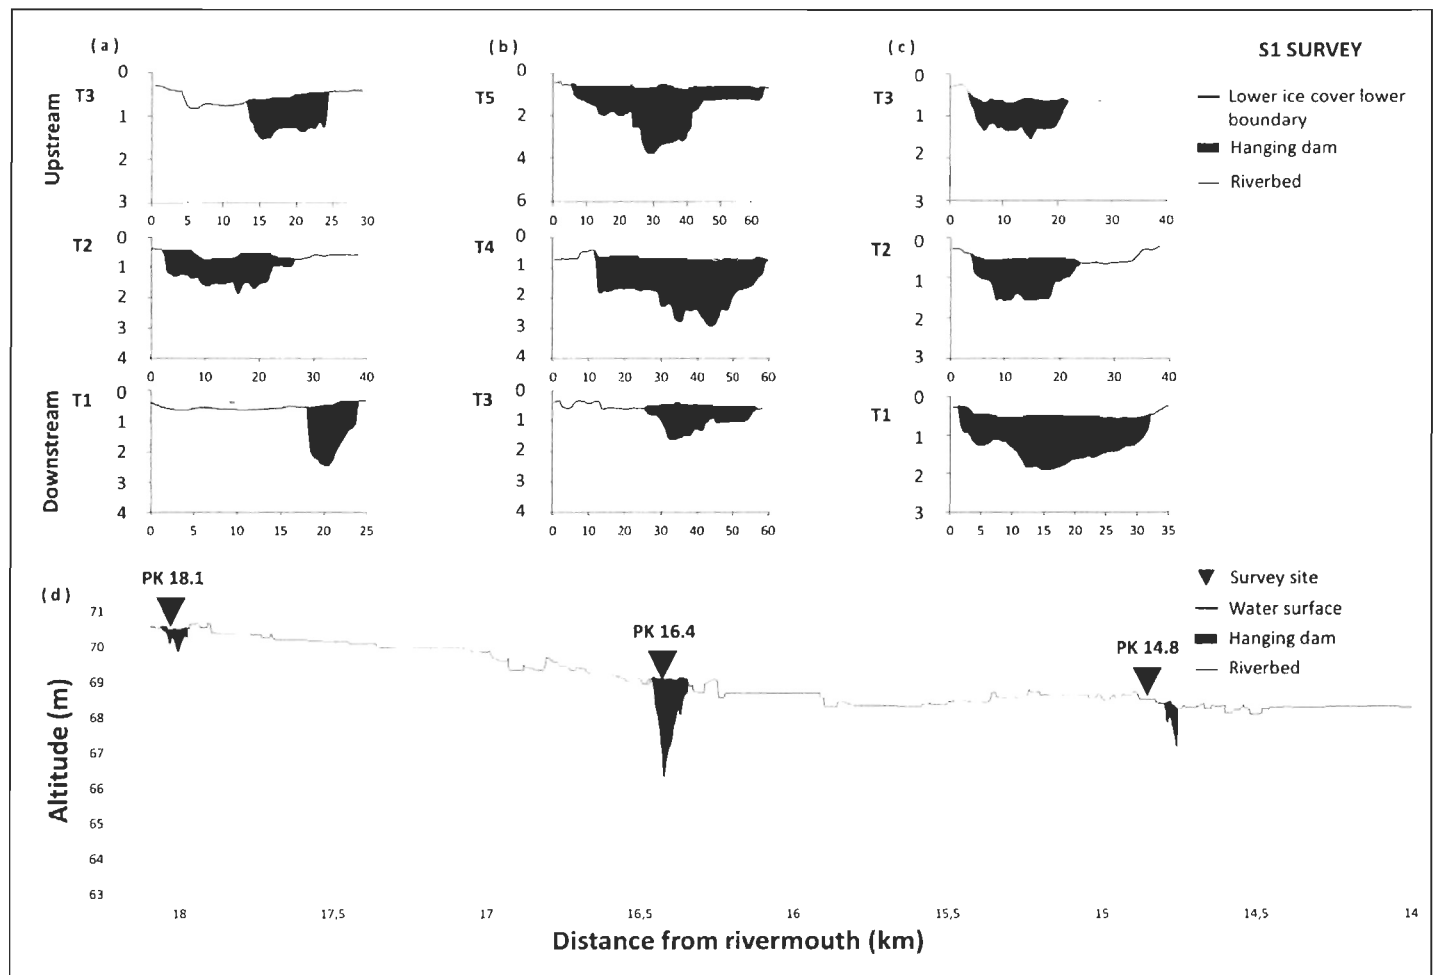 ( a )
( b )
( c )
S1 SURVEY
Upstream
Downstream
T3
0
1
2
3
0 5 10 15 20 25 30
T5
0
2
4
6
0 10 20 30 40 50 60
T3
0
1
2
3
0 10 20 30 40
Lower ice cover lower
boundary
Hanging dam
Riverbed
T2
0
1
2
3
4
0 10 20 30 40
T4
0
1
2
3
4
0 10 20 30 40 50 60
T2
0
1
2
3
0 10 20 30 40
T1
0
1
2
3
4
0 5 10 15 20 25
T3
0
1
2
3
4
0 10 20 30 40 50 60
T1
0
1
2
3
0 5 10 15 20 25 30 35
( d )
PK 18.1
PK 16.4
PK 14.8
Survey site
Water surface
Hanging dam
Riverbed
Altitude (m)
71
70
69
68
67
66
65
64
63
18 17,5 17 16,5 16 15,5 15 14,5 14
Distance from rivermouth (km)